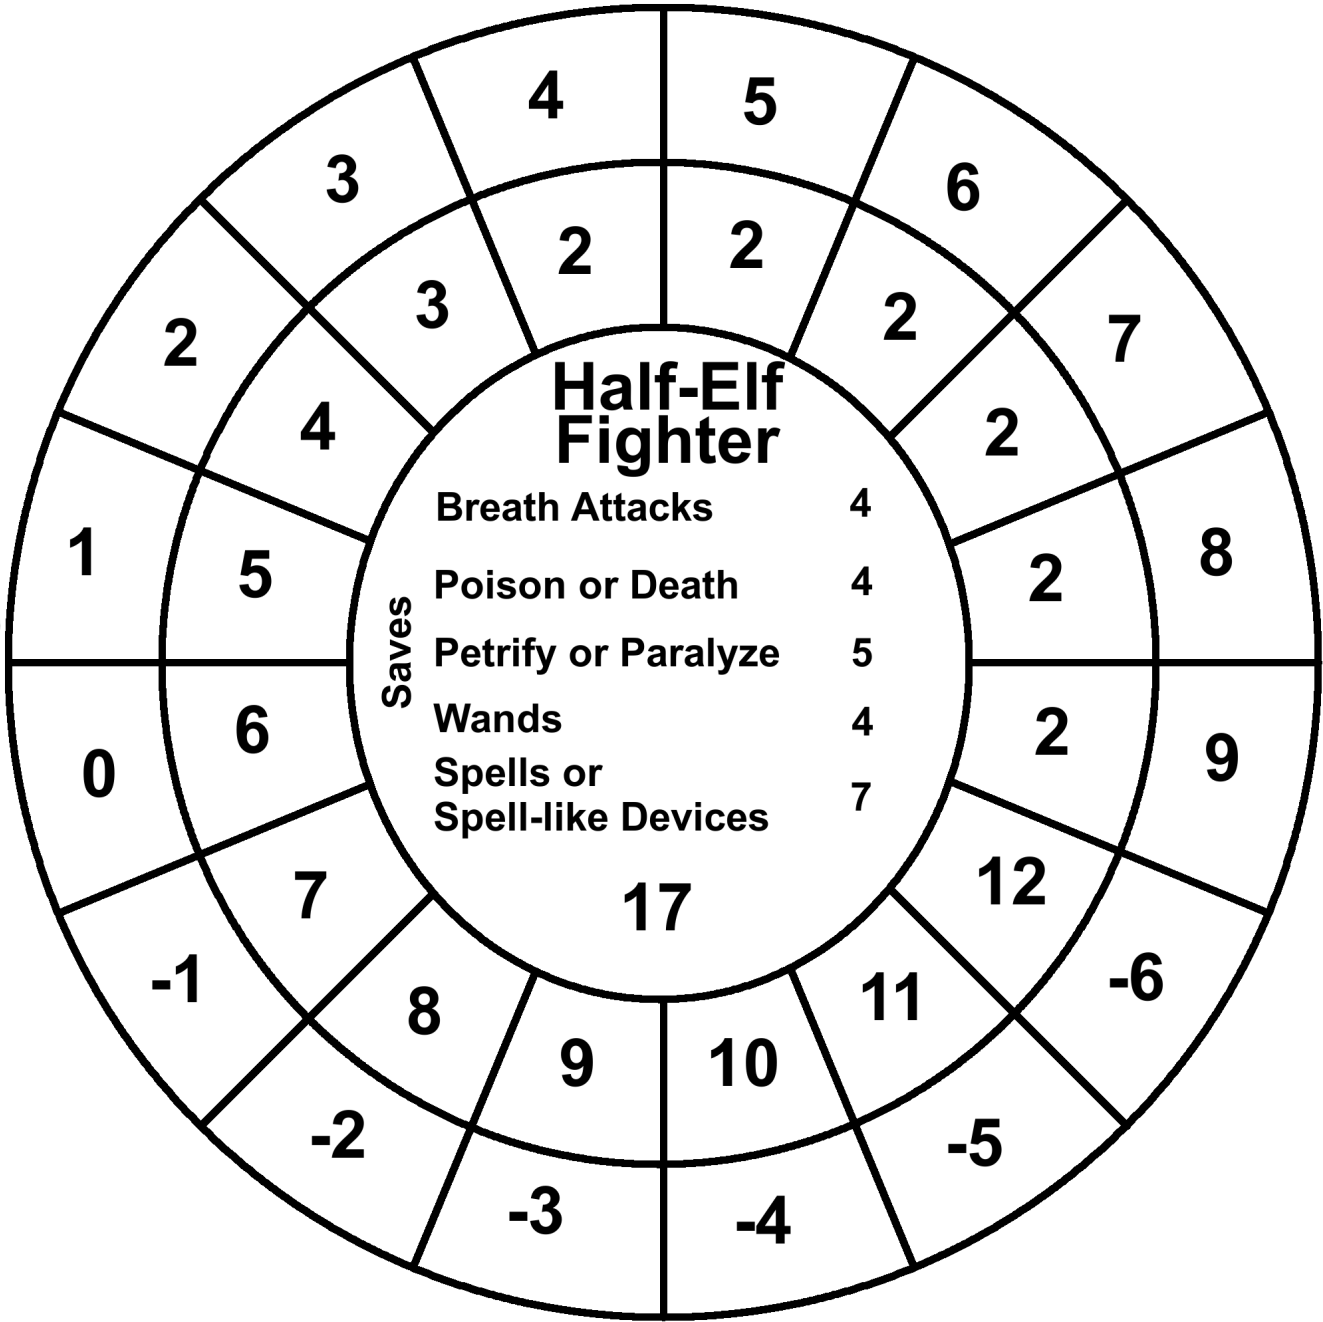 4 5
3 6
2 7
1 8
0 9
-1 -6
-2 -5
-3 -4
2 2
3 2
4 2
5 2
6 2
7 12
8 11
9 10
Half-Elf
Fighter
Saves
Breath Attacks 4
Poison or Death 4
Petrify or Paralyze 5
Wands 4
Spells or
Spell-like Devices 7
17